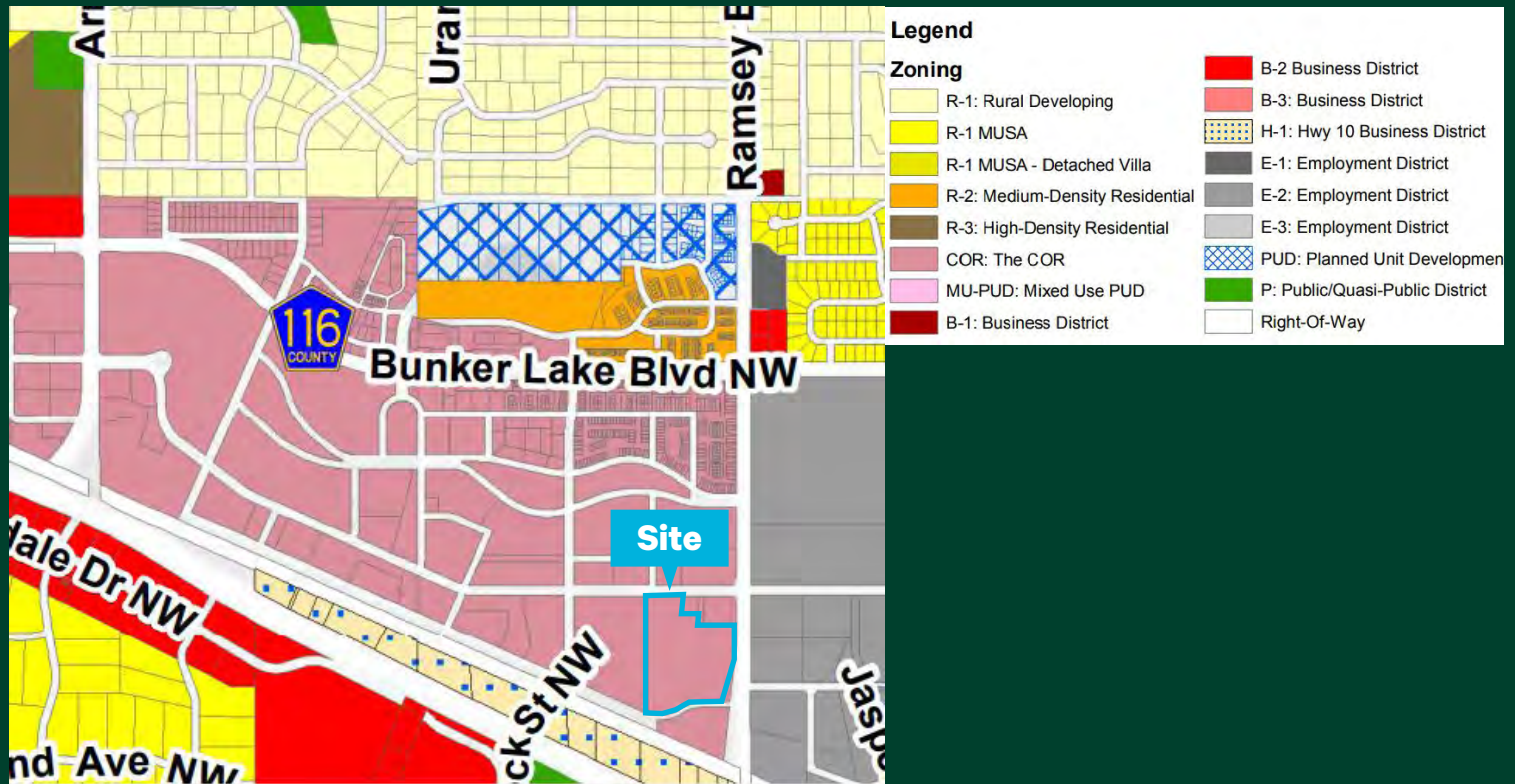 Arm
Uran
Ramsey B
116
COUNTY
Bunker Lake Blvd NW
Site
dale Dr NW
ck St NW
Jaspe
nd Ave NW
Legend
Zoning
R-1: Rural Developing
R-1 MUSA
R-1 MUSA - Detached Villa
R-2: Medium-Density Residential
R-3: High-Density Residential
COR: The COR
MU-PUD: Mixed Use PUD
B-1: Business District
B-2 Business District
B-3: Business District
H-1: Hwy 10 Business District
E-1: Employment District
E-2: Employment District
E-3: Employment District
PUD: Planned Unit Developmen
P: Public/Quasi-Public District
Right-Of-Way